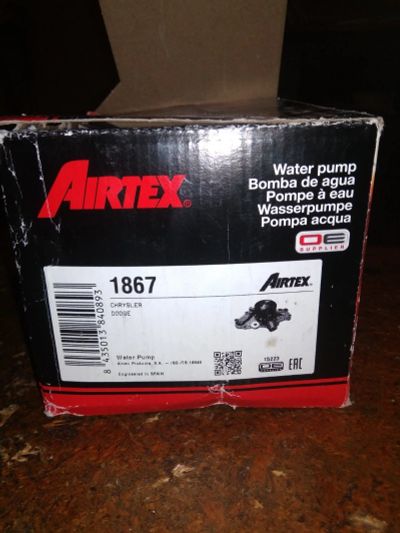 AIRTEX®
Water pump
Bomba de agua
Pompe à eau
Wasserpumpe
Pompa acqua
OE
SUPPLIER
1867
AIRTEX®
CHRYSLER
DODGE
8 435013 840893
Water Pump
Engineered in SPAIN
15223
OE
EAC